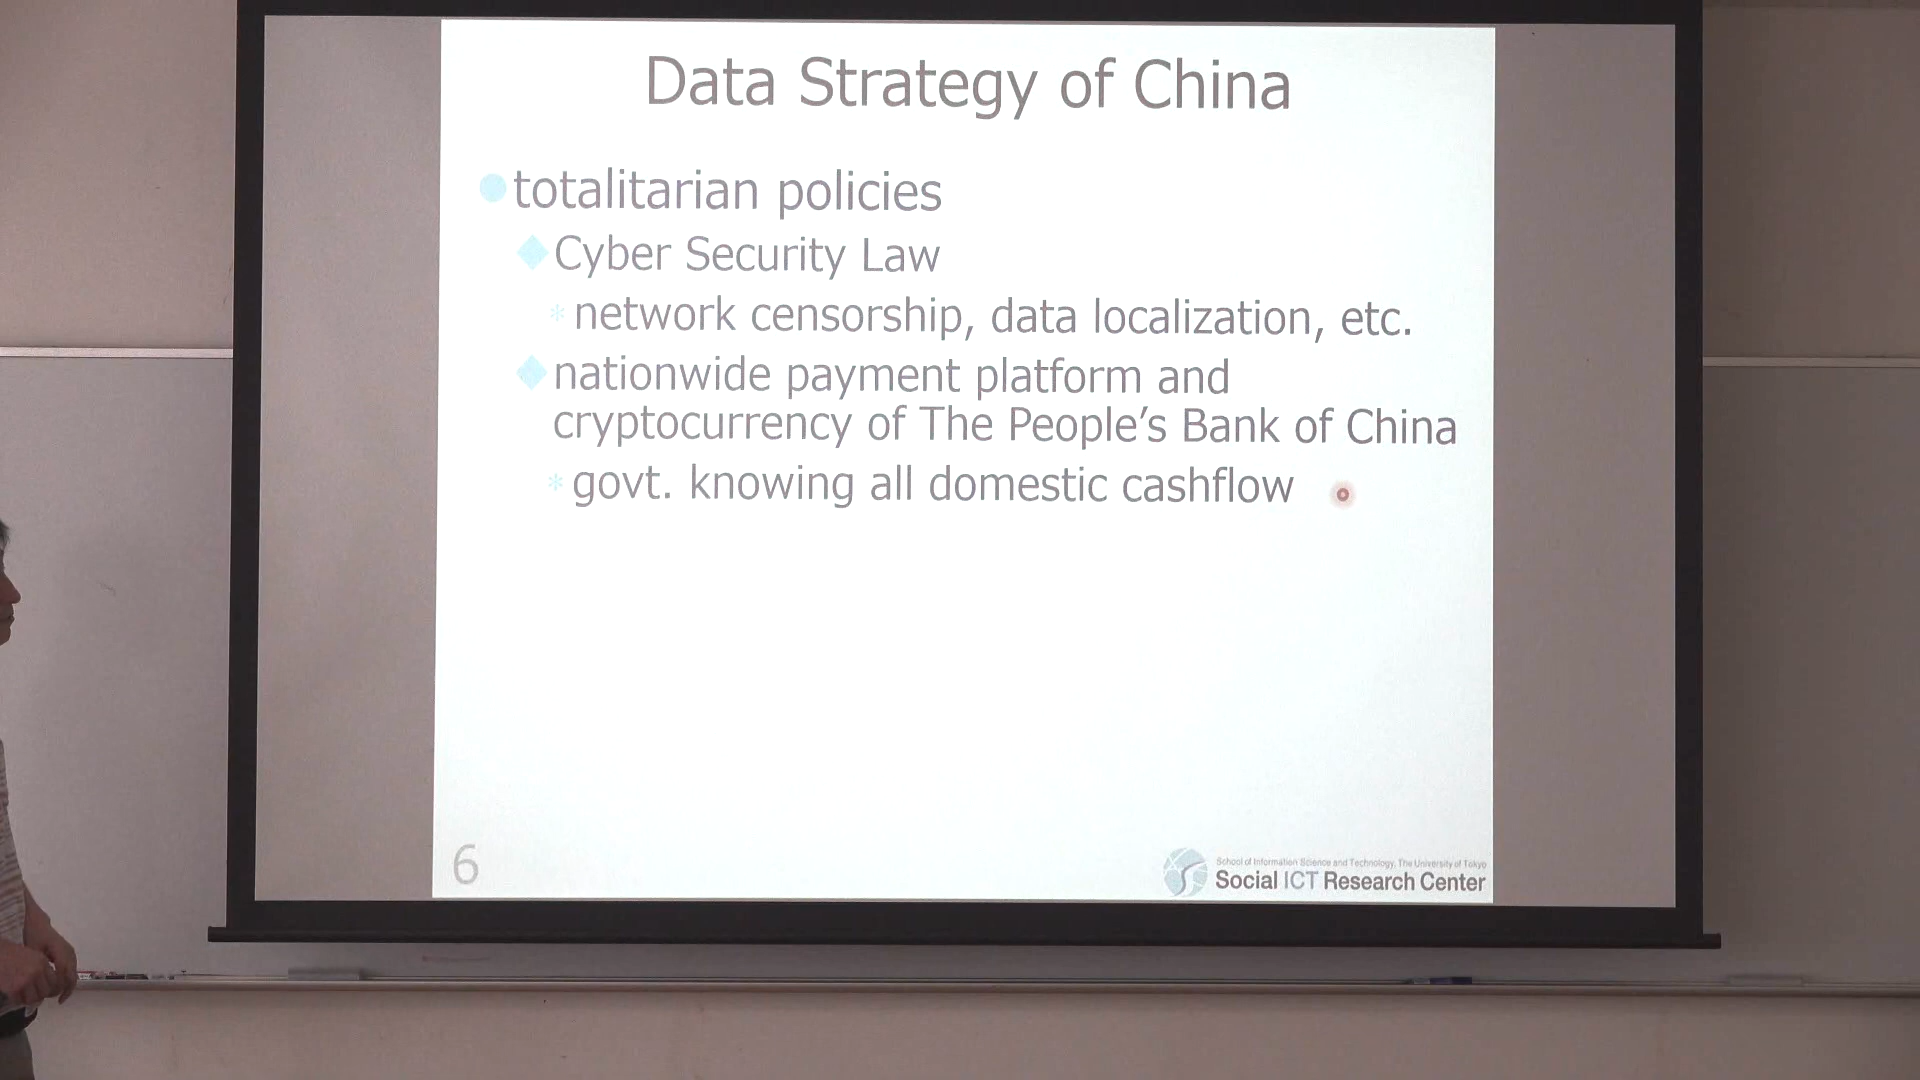 Data Strategy of China
totalitarian policies
Cyber Security Law
* network censorship, data localization, etc.
nationwide payment platform and
cryptocurrency of The People’s Bank of China
* govt. knowing all domestic cashflow
6
School of Information Science and Technology, The University of Tokyo
Social ICT Research Center